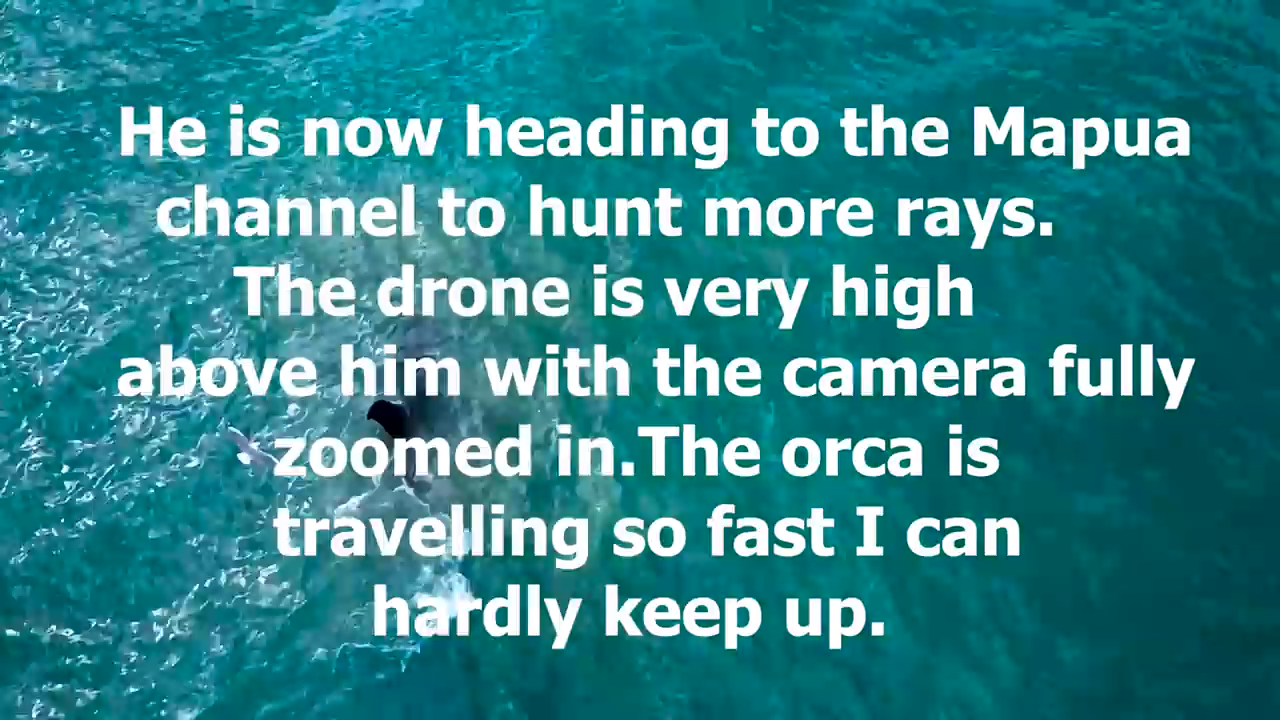 He is now heading to the Mapua
channel to hunt more rays.
The drone is very high
above him with the camera fully
zoomed in.The orca is
travelling so fast I can
hardly keep up.